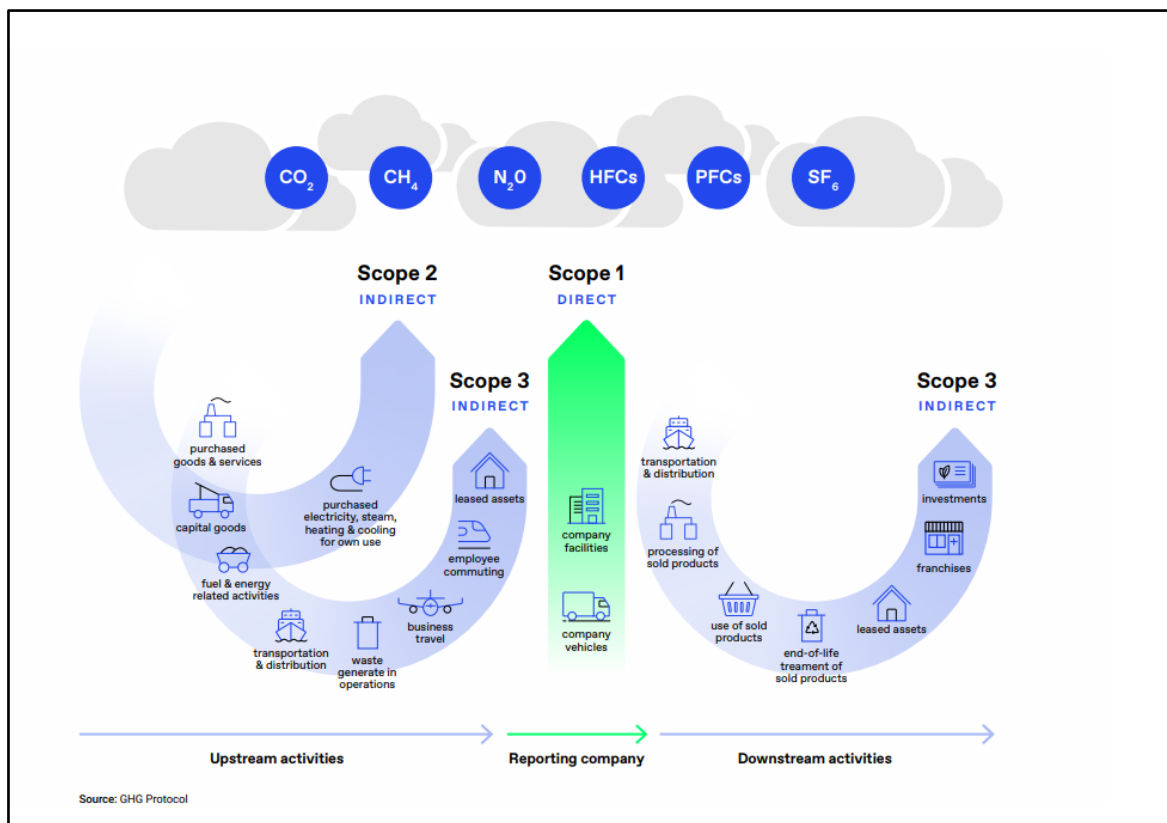 CO₂
CH₄
N₂0
HFCs
PFCs
SF₆
Scope 2
INDIRECT
Scope 1
DIRECT
Scope 3
INDIRECT
Scope 3
INDIRECT
purchased
goods & services
capital goods
fuel & energy
related activities
transportation
& distribution
waste
generate in
operations
business
travel
employee
commuting
leased assets
purchased
electricity, steam,
heating & cooling
for own use
company
facilities
company
vehicles
transportation
& distribution
processing of
sold products
use of sold
products
end-of-life
treament of
sold products
leased assets
franchises
investments
Upstream activities
Reporting company
Downstream activities
Source: GHG Protocol